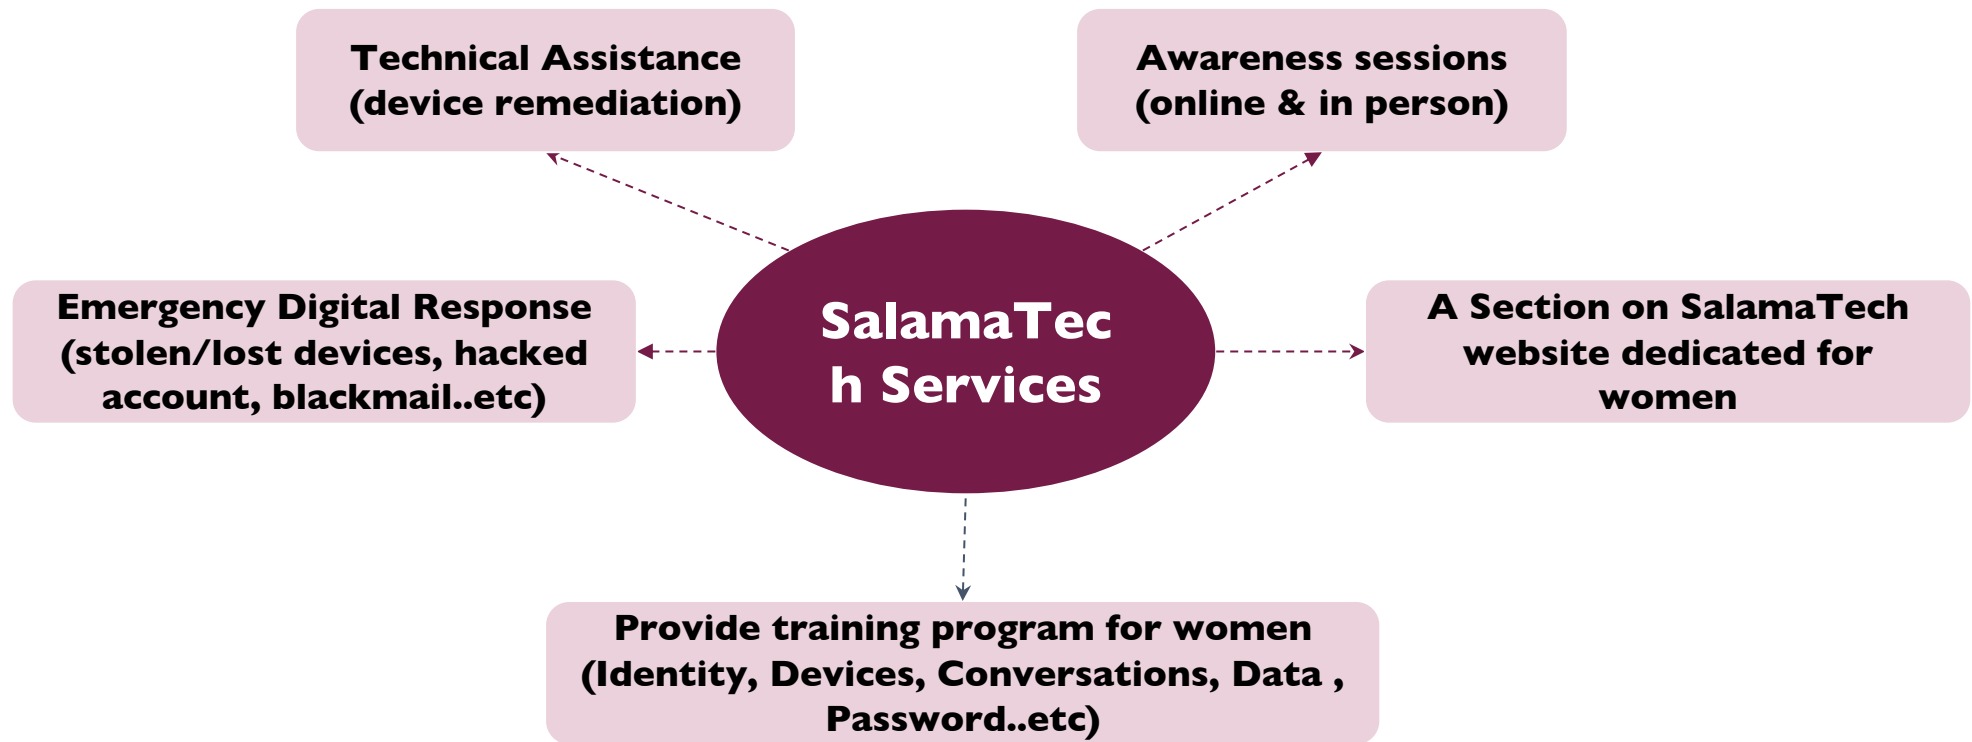 Technical Assistance
(device remediation)
Awareness sessions
(online & in person)
Emergency Digital Response
(stolen/lost devices, hacked
account, blackmail..etc)
SalamaTec
h Services
A Section on SalamaTech
website dedicated for
women
Provide training program for women
(Identity, Devices, Conversations, Data ,
Password..etc)